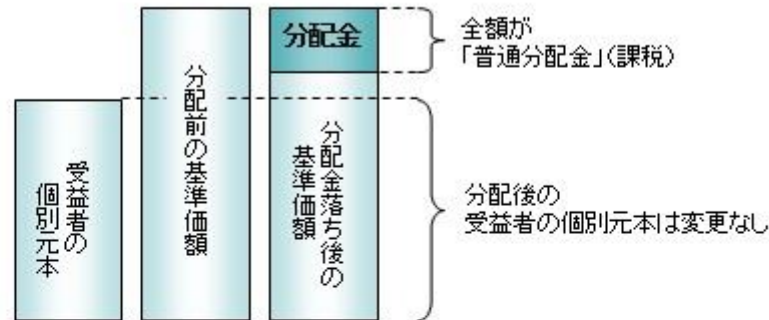 受益者の
個別元本
分配前の基準価額
分配金
分配金落ち後の
基準価額
全額が
「普通分配金」(課税)
分配後の
受益者の個別元本は変更なし